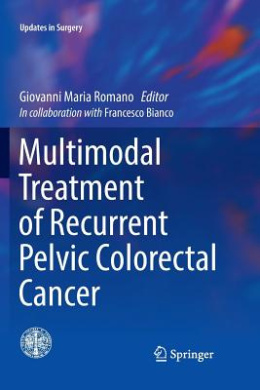 Updates in Surgery
Giovanni Maria Romano Editor
In collaboration with Francesco Bianco
Multimodal
Treatment
of Recurrent
Pelvic Colorectal
Cancer
Springer